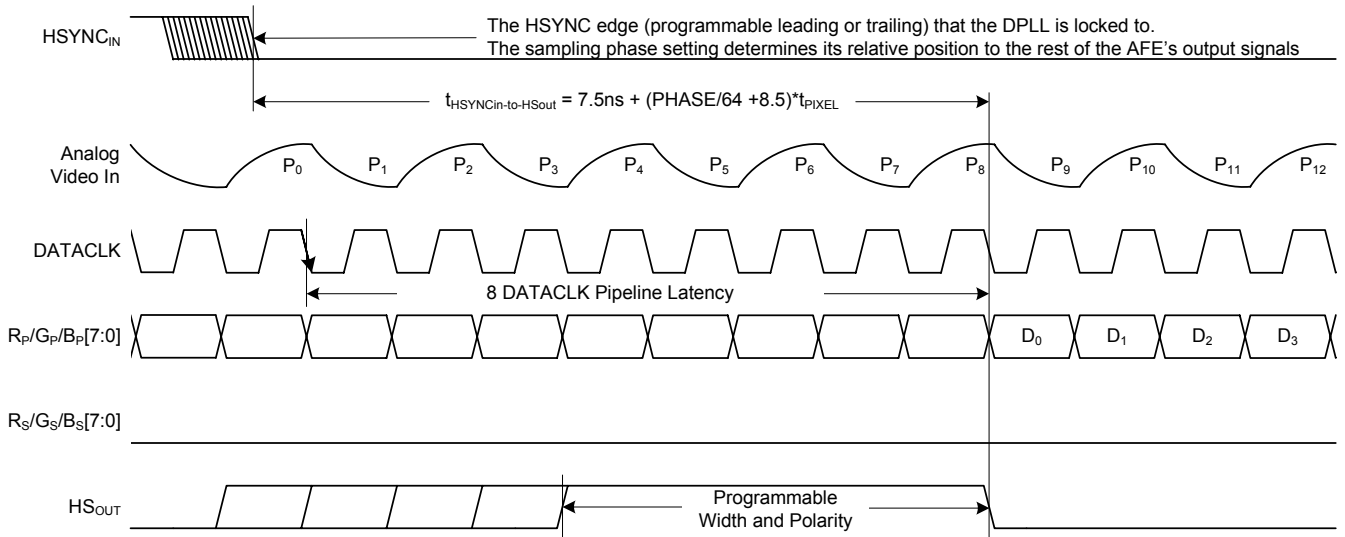 HSYNCIN
The HSYNC edge (programmable leading or trailing) that the DPLL is locked to.
The sampling phase setting determines its relative position to the rest of the AFE's output signals
tHSYNCin-to-HSout = 7.5ns + (PHASE/64 +8.5)*tPIXEL
Analog
Video In
P0 P1 P2 P3 P4 P5 P6 P7 P8 P9 P10 P11 P12
DATACLK
8 DATACLK Pipeline Latency
RP/GP/BP[7:0]
D0 D1 D2 D3
RS/GS/BS[7:0]
HSOUT
Programmable
Width and Polarity